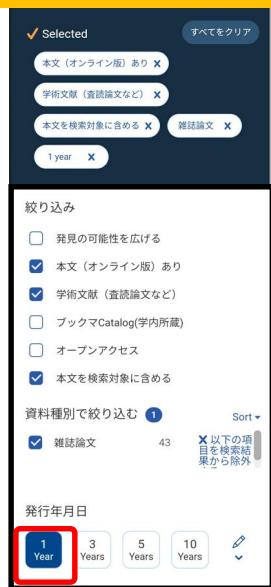 Selected すべてをクリア
本文（オンライン版）あり X
学術文献（査読論文など） X
本文を検索対象に含める X 雑誌論文 X
1 year X
絞り込み
発見の可能性を広げる
本文（オンライン版）あり
学術文献（査読論文など）
ブックマCatalog(学内所蔵)
オープンアクセス
本文を検索対象に含める
資料種別で絞り込む 1 Sort
雑誌論文 43 X 以下の項
目を検索結
果から除外
発行年月日
1 3 5 10
Year Years Years Years